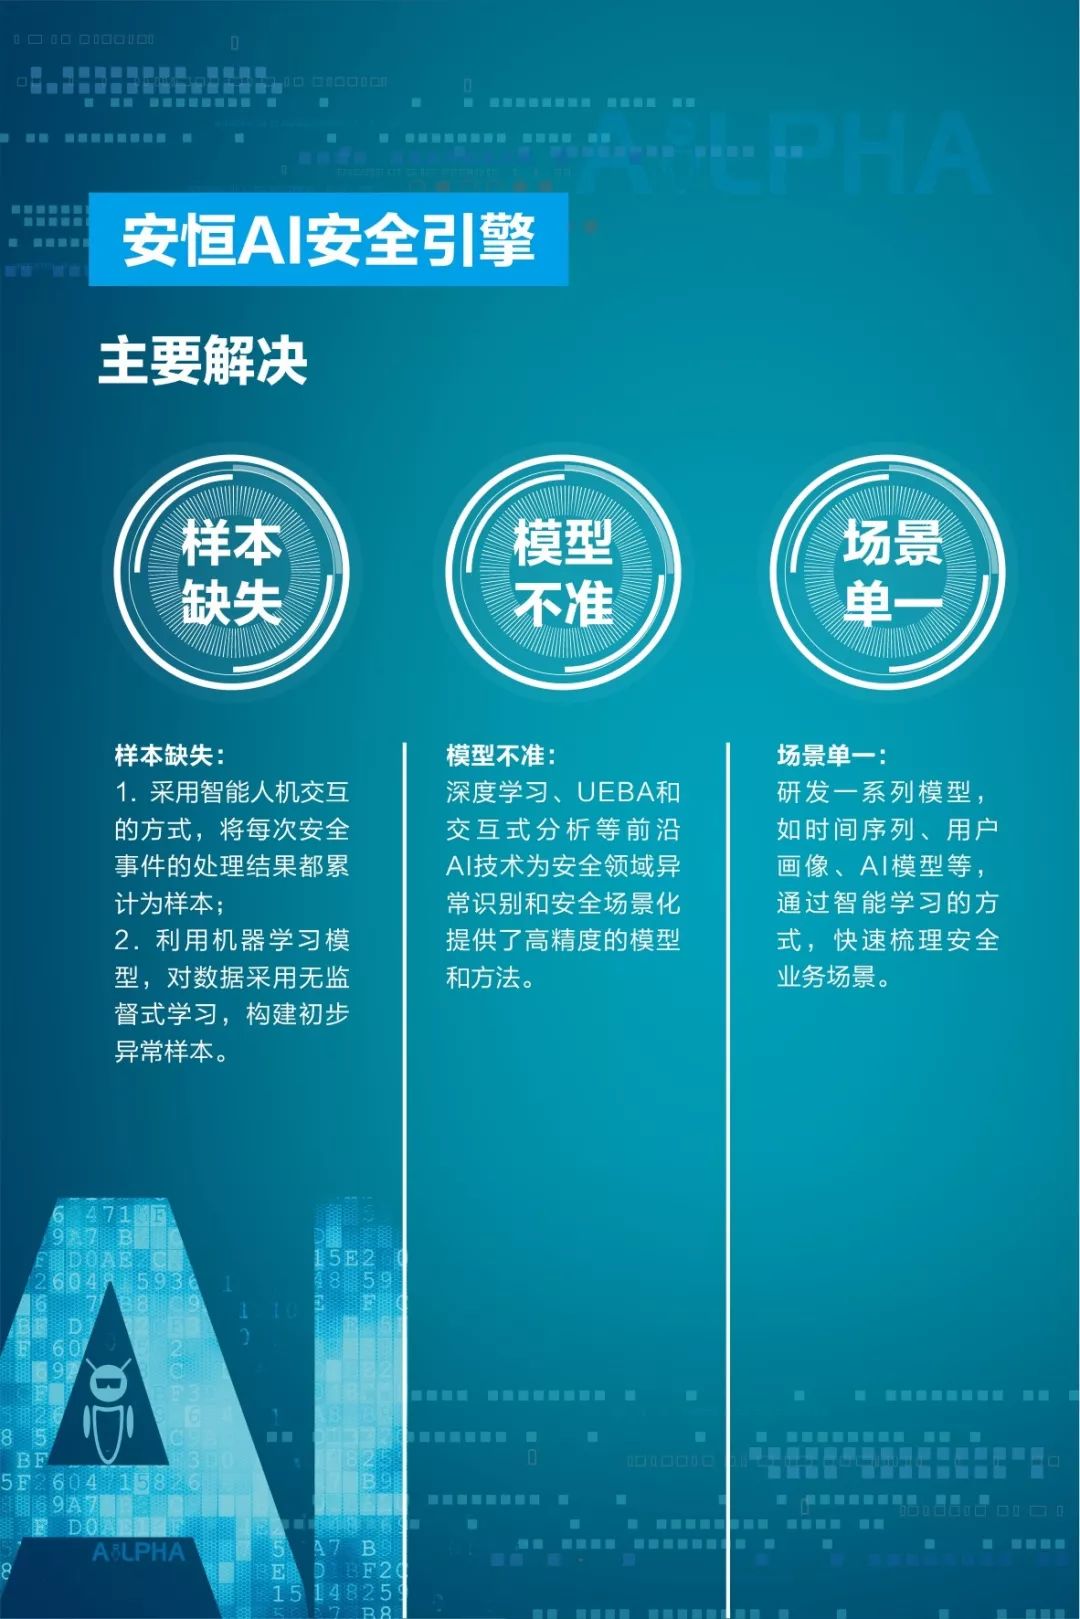 AiLPHA
安恒AI安全引擎
主要解决
样本
缺失
模型
不准
场景
单一
样本缺失：
1. 采用智能人机交互
的方式，将每次安全
事件的处理结果都累
计为样本；
2. 利用机器学习模
型，对数据采用无监
督式学习，构建初步
异常样本。
模型不准：
深度学习、UEBA和
交互式分析等前沿
AI技术为安全领域异
常识别和安全场景化
提供了高精度的模型
和方法。
场景单一：
研发一系列模型，
如时间序列、用户
画像、AI模型等，
通过智能学习的方
式，快速梳理安全
业务场景。
AI
AiLPHA